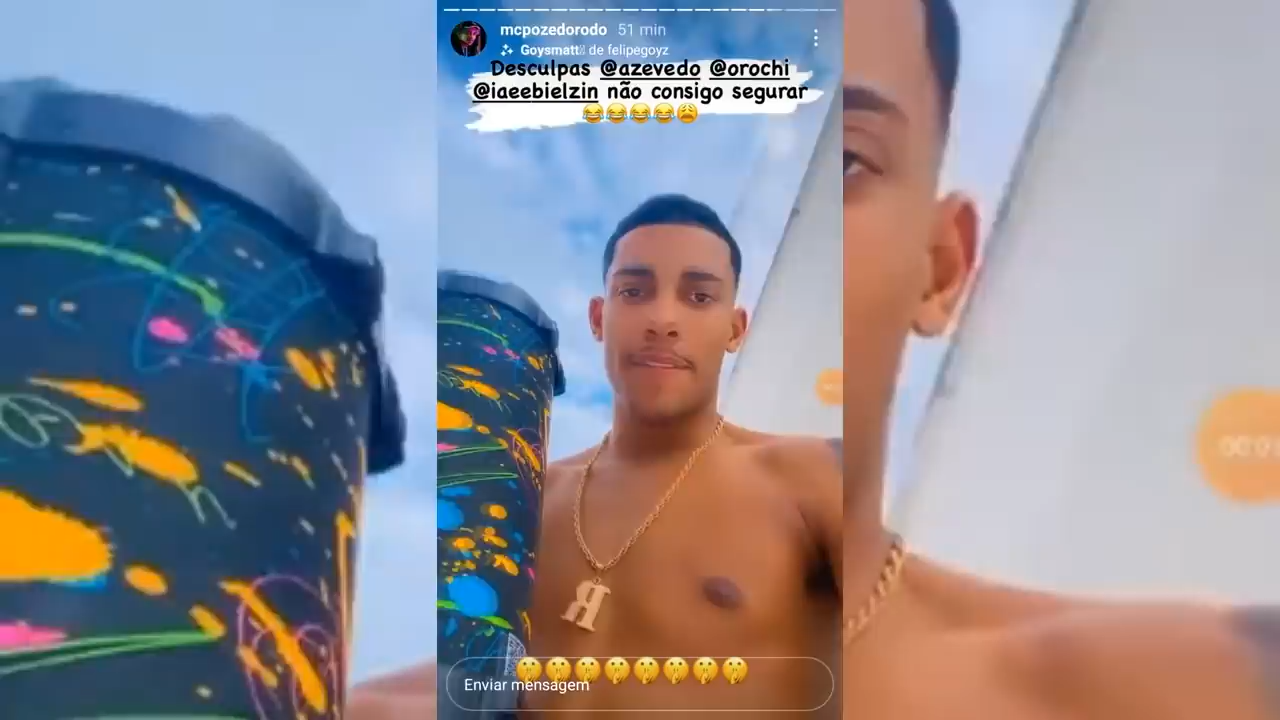 mcpozedorodo 51 min
Goysmatt de felipegoyz
Desculpas @azevedo @orochi
@iaeebielzin não consigo segurar
😂😂😂😂😩
R
🤫🤫🤫🤫🤫🤫🤫🤫
Enviar mensagem